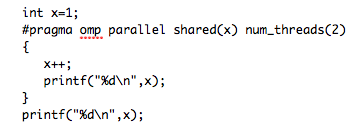 int x=1;
#pragma omp parallel shared(x) num_threads(2)
{
x++;
printf("%d\n",x);
}
printf("%d\n",x);